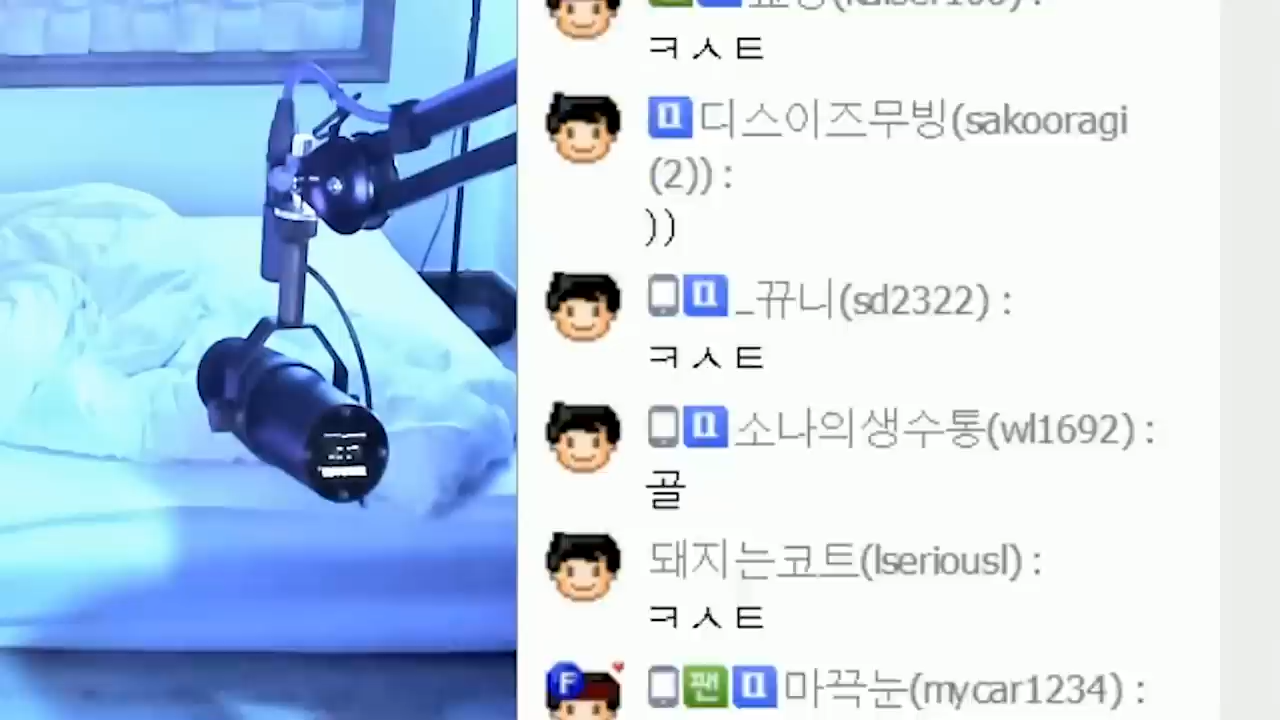 ㅋㅅㅌ
디스이즈무빙(sakooragi
(2)) :
))
_뀨니(sd2322) :
ㅋㅅㅌ
소나의생수통(wl1692) :
골
돼지는코트(lseriousl) :
ㅋㅅㅌ
F 팬 마끅눈(mycar1234) :